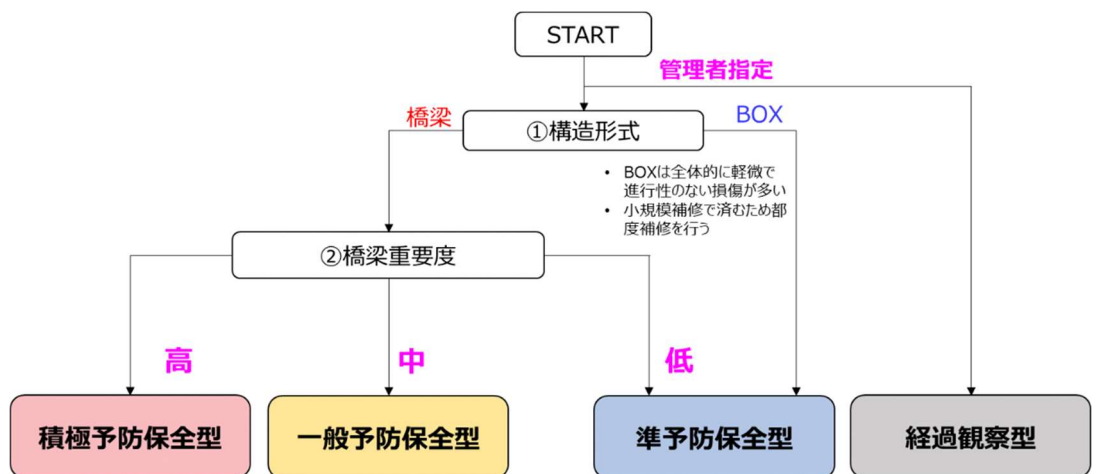 START
管理者指定
橋梁
①構造形式
BOX
• BOXは全体的に軽微で
進行性のない損傷が多い
• 小規模補修で済むため都
度補修を行う
②橋梁重要度
高
中
低
積極予防保全型
一般予防保全型
準予防保全型
経過観察型